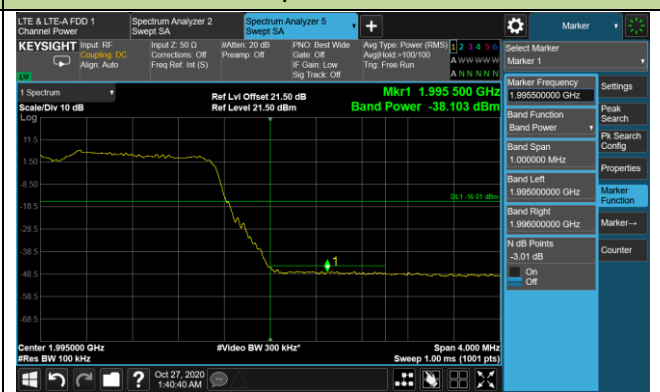 LTE & LTE-A FDD 1
Channel Power
Spectrum Analyzer 2
Swept SA
Spectrum Analyzer 5
Swept SA
+
Marker
KEYSIGHT
Input: RF
Coupling: DC
Align: Auto
Input Z: 50 Ω
Corrections: Off
Freq Ref: Int (S)
#Atten: 20 dB
Preamp: Off
PNO: Best Wide
Gate: Off
IF Gain: Low
Sig Track: Off
Avg Type: Power (RMS)
Avg|Hold:>100/100
Trig: Free Run
1 2 3 4 5 6
A W W W W W
A N N N N N
Select Marker
Marker 1
1 Spectrum
Scale/Div 10 dB
Log
Ref Lvl Offset 21.50 dB
Ref Level 21.50 dBm
Mkr1 1.995 500 GHz
Band Power -38.103 dBm
11.5
1.50
-8.50
-18.5
-28.5
-38.5
-48.5
-58.5
-68.5
DL1 -16.01 dBm
1
Center 1.995000 GHz
#Res BW 100 kHz
#Video BW 300 kHz*
Span 4.000 MHz
Sweep 1.00 ms (1001 pts)
Marker Frequency
1.995500000 GHz
Band Function
Band Power
Band Span
1.000000 MHz
Band Left
1.995000000 GHz
Band Right
1.996000000 GHz
N dB Points
-3.01 dB
On
Off
Settings
Peak
Search
Pk Search
Config
Properties
Marker
Function
Marker→
Counter
?
Oct 27, 2020
1:40:40 AM